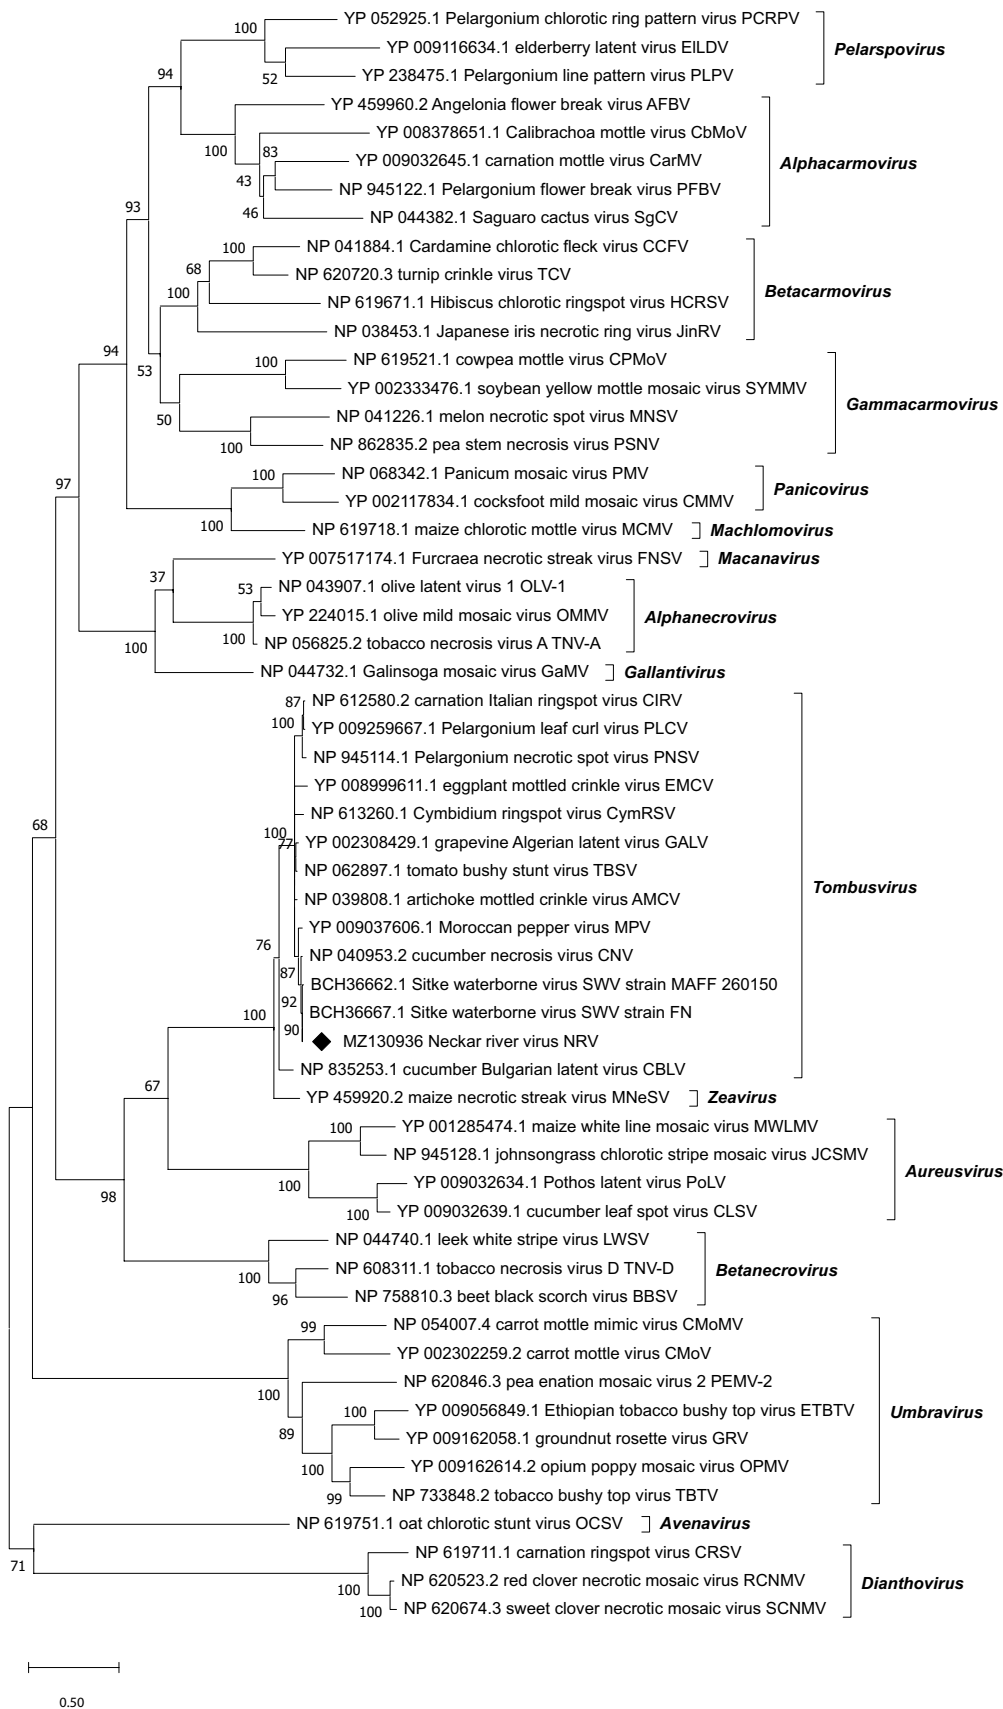 YP 052925.1 Pelargonium chlorotic ring pattern virus PCRPV
100
YP 009116634.1 elderberry latent virus ElLDV
Pelarspovirus
94
52
YP 238475.1 Pelargonium line pattern virus PLPV
YP 459960.2 Angelonia flower break virus AFBV
YP 008378651.1 Calibrachoa mottle virus CbMoV
100
83
YP 009032645.1 carnation mottle virus CarMV
Alphacarmovirus
43
NP 945122.1 Pelargonium flower break virus PFBV
93
46
NP 044382.1 Saguaro cactus virus SgCV
100
NP 041884.1 Cardamine chlorotic fleck virus CCFV
68
NP 620720.3 turnip crinkle virus TCV
Betacarmovirus
100
NP 619671.1 Hibiscus chlorotic ringspot virus HCRSV
NP 038453.1 Japanese iris necrotic ring virus JinRV
94
53
100
NP 619521.1 cowpea mottle virus CPMoV
YP 002333476.1 soybean yellow mottle mosaic virus SYMMV
Gammacarmovirus
50
NP 041226.1 melon necrotic spot virus MNSV
100
NP 862835.2 pea stem necrosis virus PSNV
100
NP 068342.1 Panicum mosaic virus PMV
97
Panicovirus
YP 002117834.1 cocksfoot mild mosaic virus CMMV
100
NP 619718.1 maize chlorotic mottle virus MCMV
Machlomovirus
YP 007517174.1 Furcraea necrotic streak virus FNSV
Macanavirus
37
53
NP 043907.1 olive latent virus 1 OLV-1
YP 224015.1 olive mild mosaic virus OMMV
Alphanecrovirus
100
100
NP 056825.2 tobacco necrosis virus A TNV-A
NP 044732.1 Galinsoga mosaic virus GaMV
Gallantivirus
87
NP 612580.2 carnation Italian ringspot virus CIRV
100
YP 009259667.1 Pelargonium leaf curl virus PLCV
NP 945114.1 Pelargonium necrotic spot virus PNSV
YP 008999611.1 eggplant mottled crinkle virus EMCV
NP 613260.1 Cymbidium ringspot virus CymRSV
68
100
77
YP 002308429.1 grapevine Algerian latent virus GALV
NP 062897.1 tomato bushy stunt virus TBSV
Tombusvirus
NP 039808.1 artichoke mottled crinkle virus AMCV
YP 009037606.1 Moroccan pepper virus MPV
76
NP 040953.2 cucumber necrosis virus CNV
87
BCH36662.1 Sitke waterborne virus SWV strain MAFF 260150
92
100
BCH36667.1 Sitke waterborne virus SWV strain FN
90
MZ130936 Neckar river virus NRV
NP 835253.1 cucumber Bulgarian latent virus CBLV
67
YP 459920.2 maize necrotic streak virus MNeSV
Zeavirus
100
YP 001285474.1 maize white line mosaic virus MWLMV
NP 945128.1 johnsongrass chlorotic stripe mosaic virus JCSMV
Aureusvirus
98
100
YP 009032634.1 Pothos latent virus PoLV
100
YP 009032639.1 cucumber leaf spot virus CLSV
NP 044740.1 leek white stripe virus LWSV
100
NP 608311.1 tobacco necrosis virus D TNV-D
Betanecrovirus
96
NP 758810.3 beet black scorch virus BBSV
99
NP 054007.4 carrot mottle mimic virus CMoMV
YP 002302259.2 carrot mottle virus CMoV
100
NP 620846.3 pea enation mosaic virus 2 PEMV-2
100
YP 009056849.1 Ethiopian tobacco bushy top virus ETBTV
Umbravirus
89
YP 009162058.1 groundnut rosette virus GRV
100
YP 009162614.2 opium poppy mosaic virus OPMV
99
NP 733848.2 tobacco bushy top virus TBTV
NP 619751.1 oat chlorotic stunt virus OCSV
Avenavirus
71
NP 619711.1 carnation ringspot virus CRSV
100
NP 620523.2 red clover necrotic mosaic virus RCNMV
Dianthovirus
100
NP 620674.3 sweet clover necrotic mosaic virus SCNMV
0.50